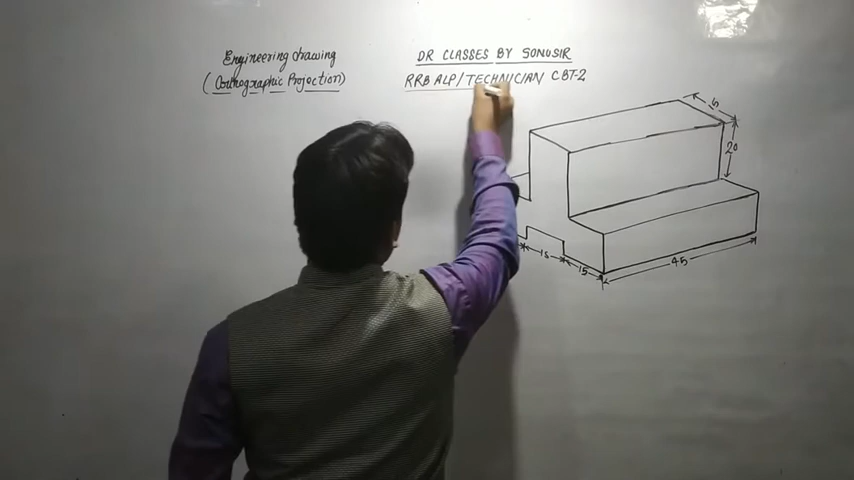 Engineering drawing
(Orthographic Projection)
DR CLASSES BY SONUSIR
RRB ALP/TECHNICIAN CBT-2
15
20
15
15
45